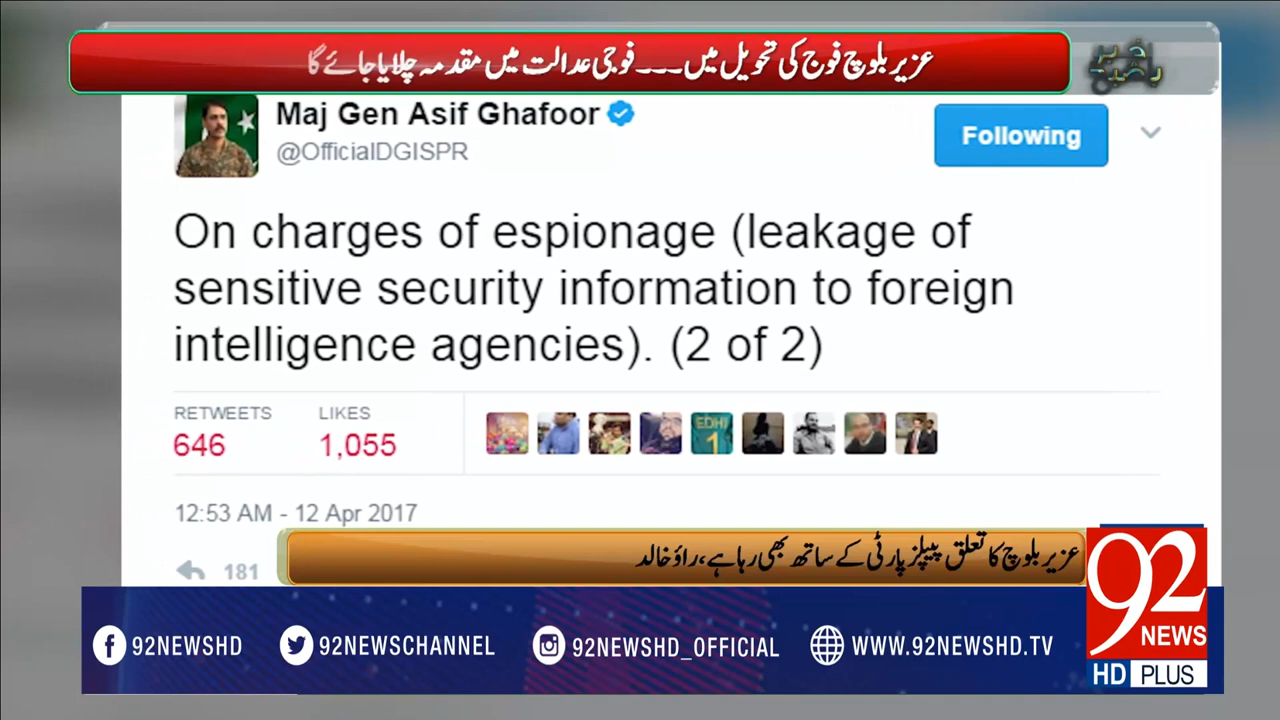 عزیر بلوچ فوج کی تحویل میں۔۔۔ فوجی عدالت میں مقدمہ چلایا جائے گا
Maj Gen Asif Ghafoor
@OfficialDGISPR
Following
On charges of espionage (leakage of
sensitive security information to foreign
intelligence agencies). (2 of 2)
RETWEETS LIKES
646 1,055
EDHI
1
12:53 AM - 12 Apr 2017
181
عزیر بلوچ کا تعلق پیپلز پارٹی کے ساتھ بھی رہا ہے، راؤ خالد
92NEWSHD 92NEWSCHANNEL 92NEWSHD_OFFICIAL WWW.92NEWSHD.TV
92
NEWS
HD PLUS